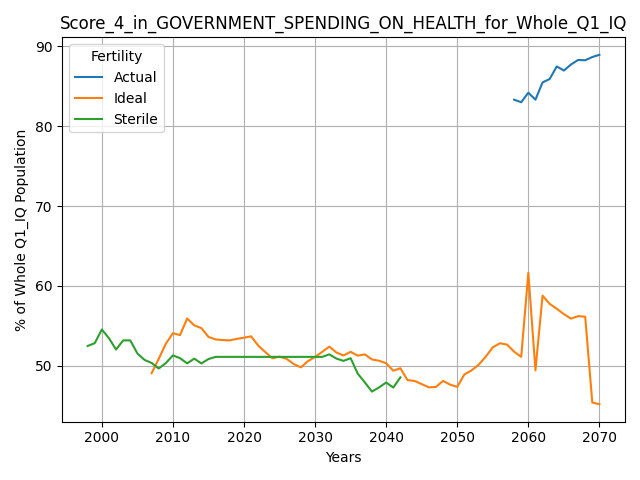 Score_4_in_GOVERNMENT_SPENDING_ON_HEALTH_for_Whole_Q1_IQ
Fertility
Actual
Ideal
Sterile
% of Whole Q1_IQ Population
90
80
70
60
50
2000 2010 2020 2030 2040 2050 2060 2070
Years